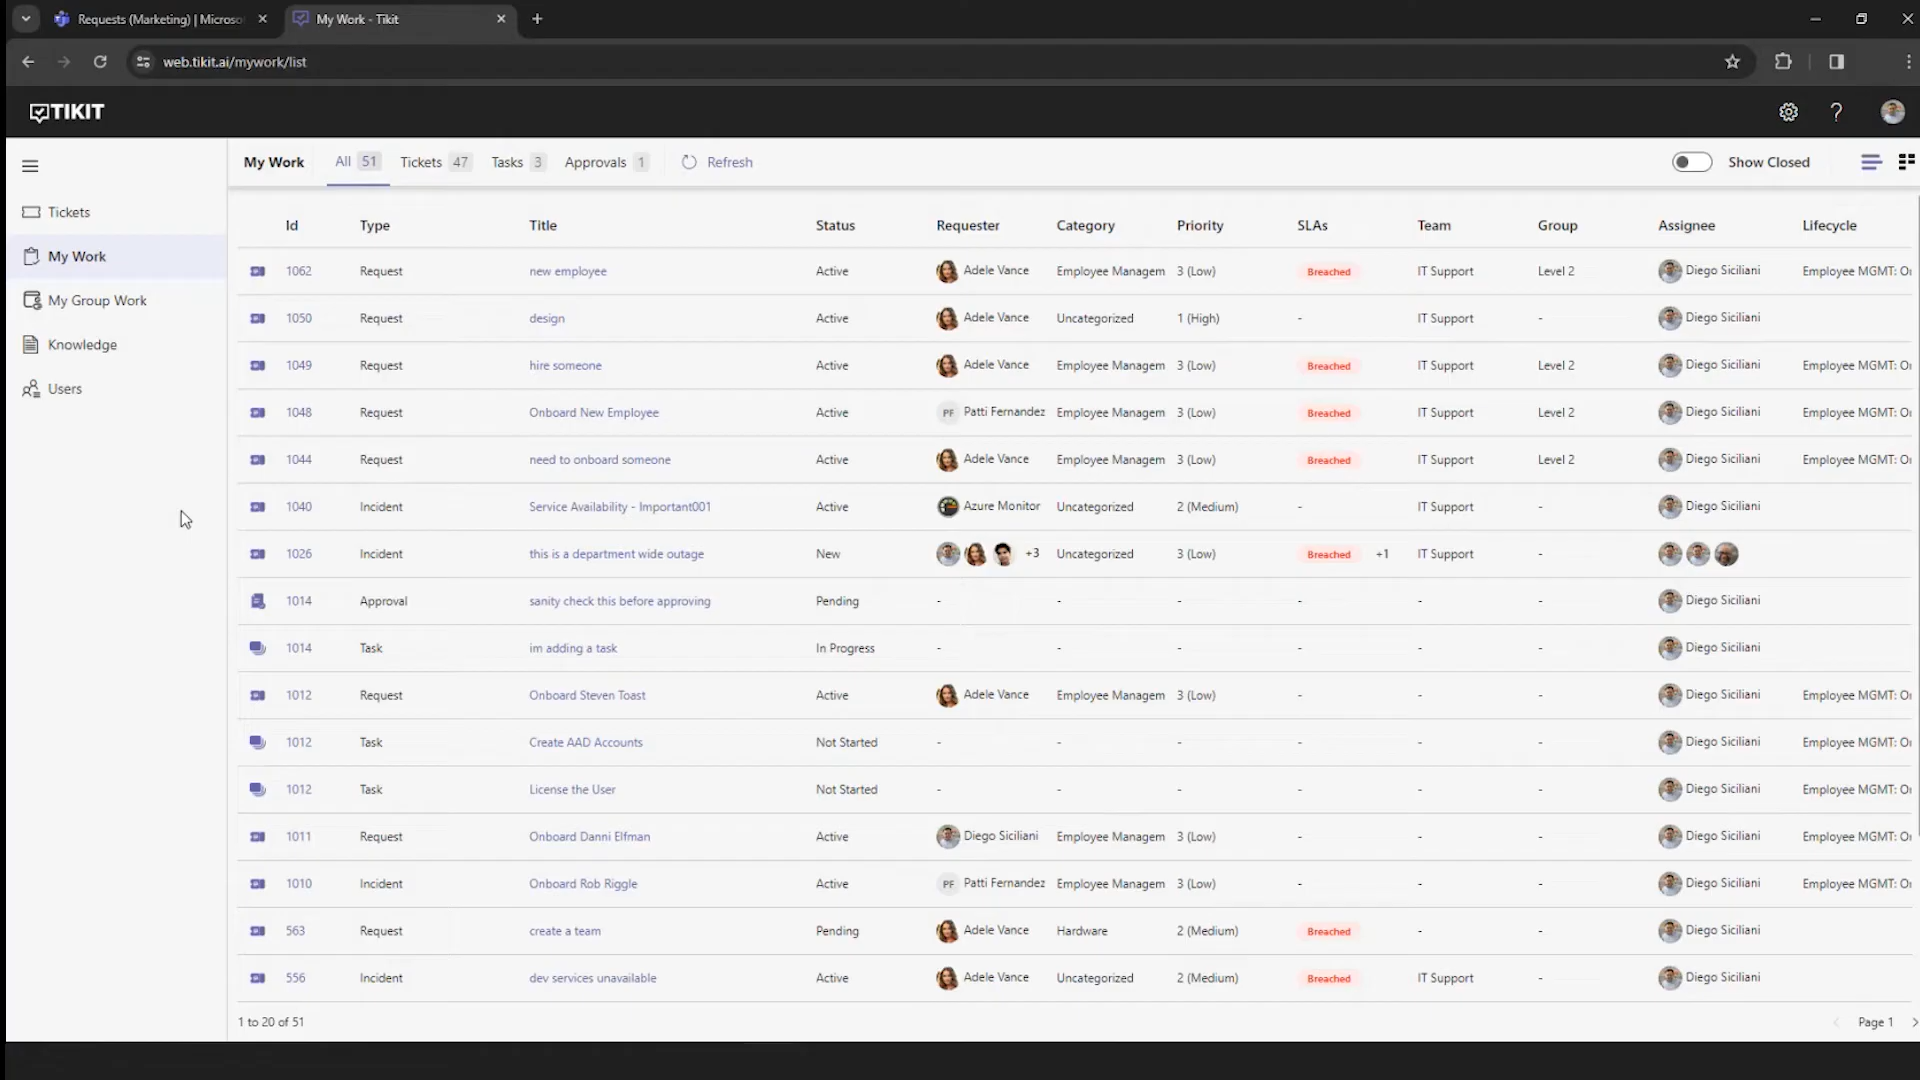 Requests (Marketing) | Microso
My Work - Tikit
web.tikit.ai/mywork/list
TIKIT
My Work All 51 Tickets 47 Tasks 3 Approvals 1 Refresh Show Closed
Tickets
My Work
My Group Work
Knowledge
Users
Id Type Title Status Requester Category Priority SLAs Team Group Assignee Lifecycle
1062 Request new employee Active Adele Vance Employee Managem 3 (Low) Breached IT Support Level 2 Diego Siciliani Employee MGMT: Or
1050 Request design Active Adele Vance Uncategorized 1 (High) - IT Support - Diego Siciliani
1049 Request hire someone Active Adele Vance Employee Managem 3 (Low) Breached IT Support Level 2 Diego Siciliani Employee MGMT: Or
1048 Request Onboard New Employee Active PF Patti Fernandez Employee Managem 3 (Low) Breached IT Support Level 2 Diego Siciliani Employee MGMT: Or
1044 Request need to onboard someone Active Adele Vance Employee Managem 3 (Low) Breached IT Support Level 2 Diego Siciliani Employee MGMT: Or
1040 Incident Service Availability - Important001 Active Azure Monitor Uncategorized 2 (Medium) - IT Support - Diego Siciliani
1026 Incident this is a department wide outage New +3 Uncategorized 3 (Low) Breached +1 IT Support -
1014 Approval sanity check this before approving Pending - - - - - - Diego Siciliani
1014 Task im adding a task In Progress - - - - - - Diego Siciliani
1012 Request Onboard Steven Toast Active Adele Vance Employee Managem 3 (Low) - - - Diego Siciliani Employee MGMT: Or
1012 Task Create AAD Accounts Not Started - - - - - - Diego Siciliani Employee MGMT: Or
1012 Task License the User Not Started - - - - - - Diego Siciliani Employee MGMT: Or
1011 Request Onboard Danni Elfman Active Diego Siciliani Employee Managem 3 (Low) - - - Diego Siciliani Employee MGMT: Or
1010 Incident Onboard Rob Riggle Active PF Patti Fernandez Employee Managem 3 (Low) - - - Diego Siciliani Employee MGMT: Or
563 Request create a team Pending Adele Vance Hardware 2 (Medium) Breached - - Diego Siciliani
556 Incident dev services unavailable Active Adele Vance Uncategorized 2 (Medium) Breached IT Support - Diego Siciliani
1 to 20 of 51 Page 1